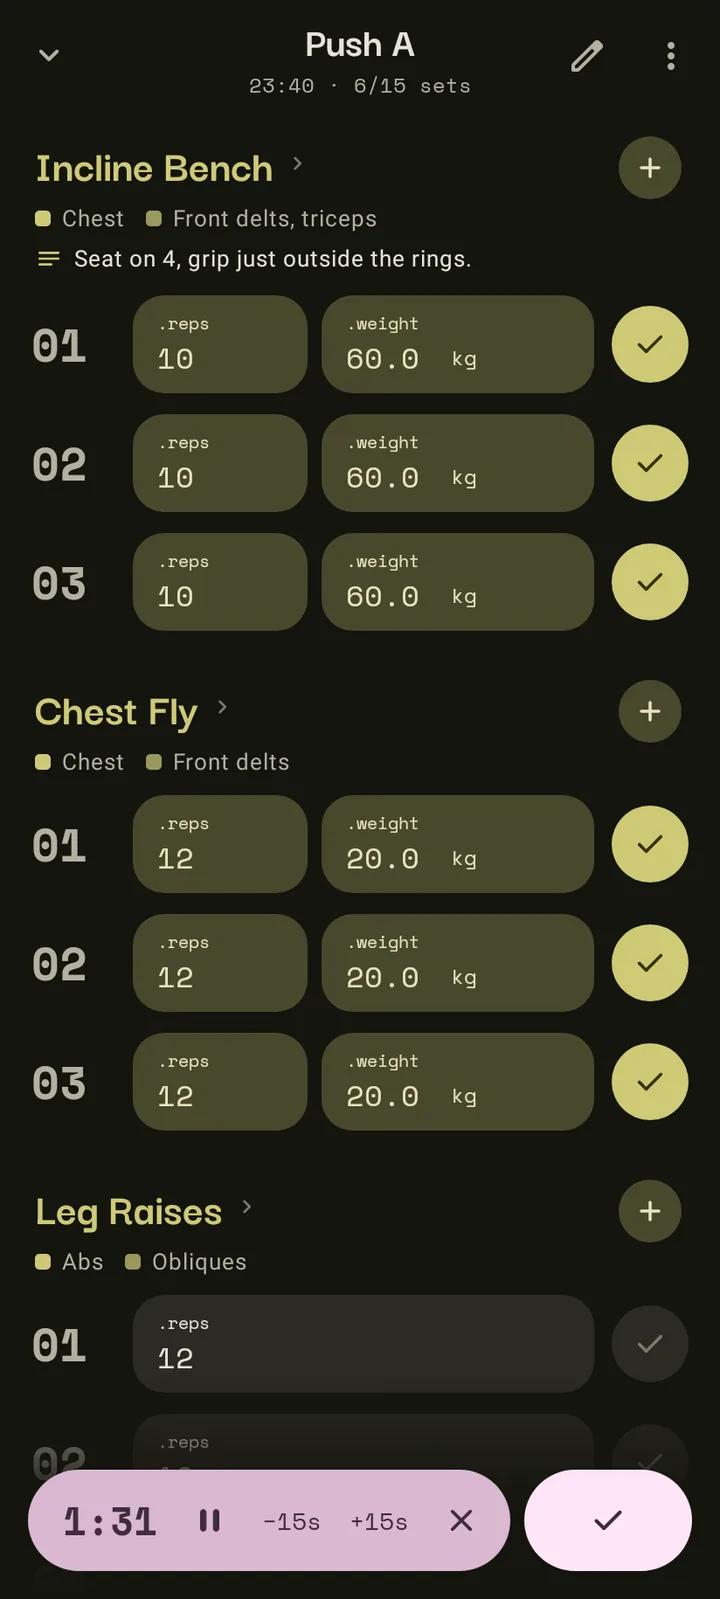 Push A
23:40 · 6/15 sets
Incline Bench
Chest Front delts, triceps
Seat on 4, grip just outside the rings.
.reps .weight
01 10 60.0 kg
.reps .weight
02 10 60.0 kg
.reps .weight
03 10 60.0 kg
Chest Fly
Chest Front delts
.reps .weight
01 12 20.0 kg
.reps .weight
02 12 20.0 kg
.reps .weight
03 12 20.0 kg
Leg Raises
Abs Obliques
.reps
01 12
.reps
02
1:31 -15s +15s